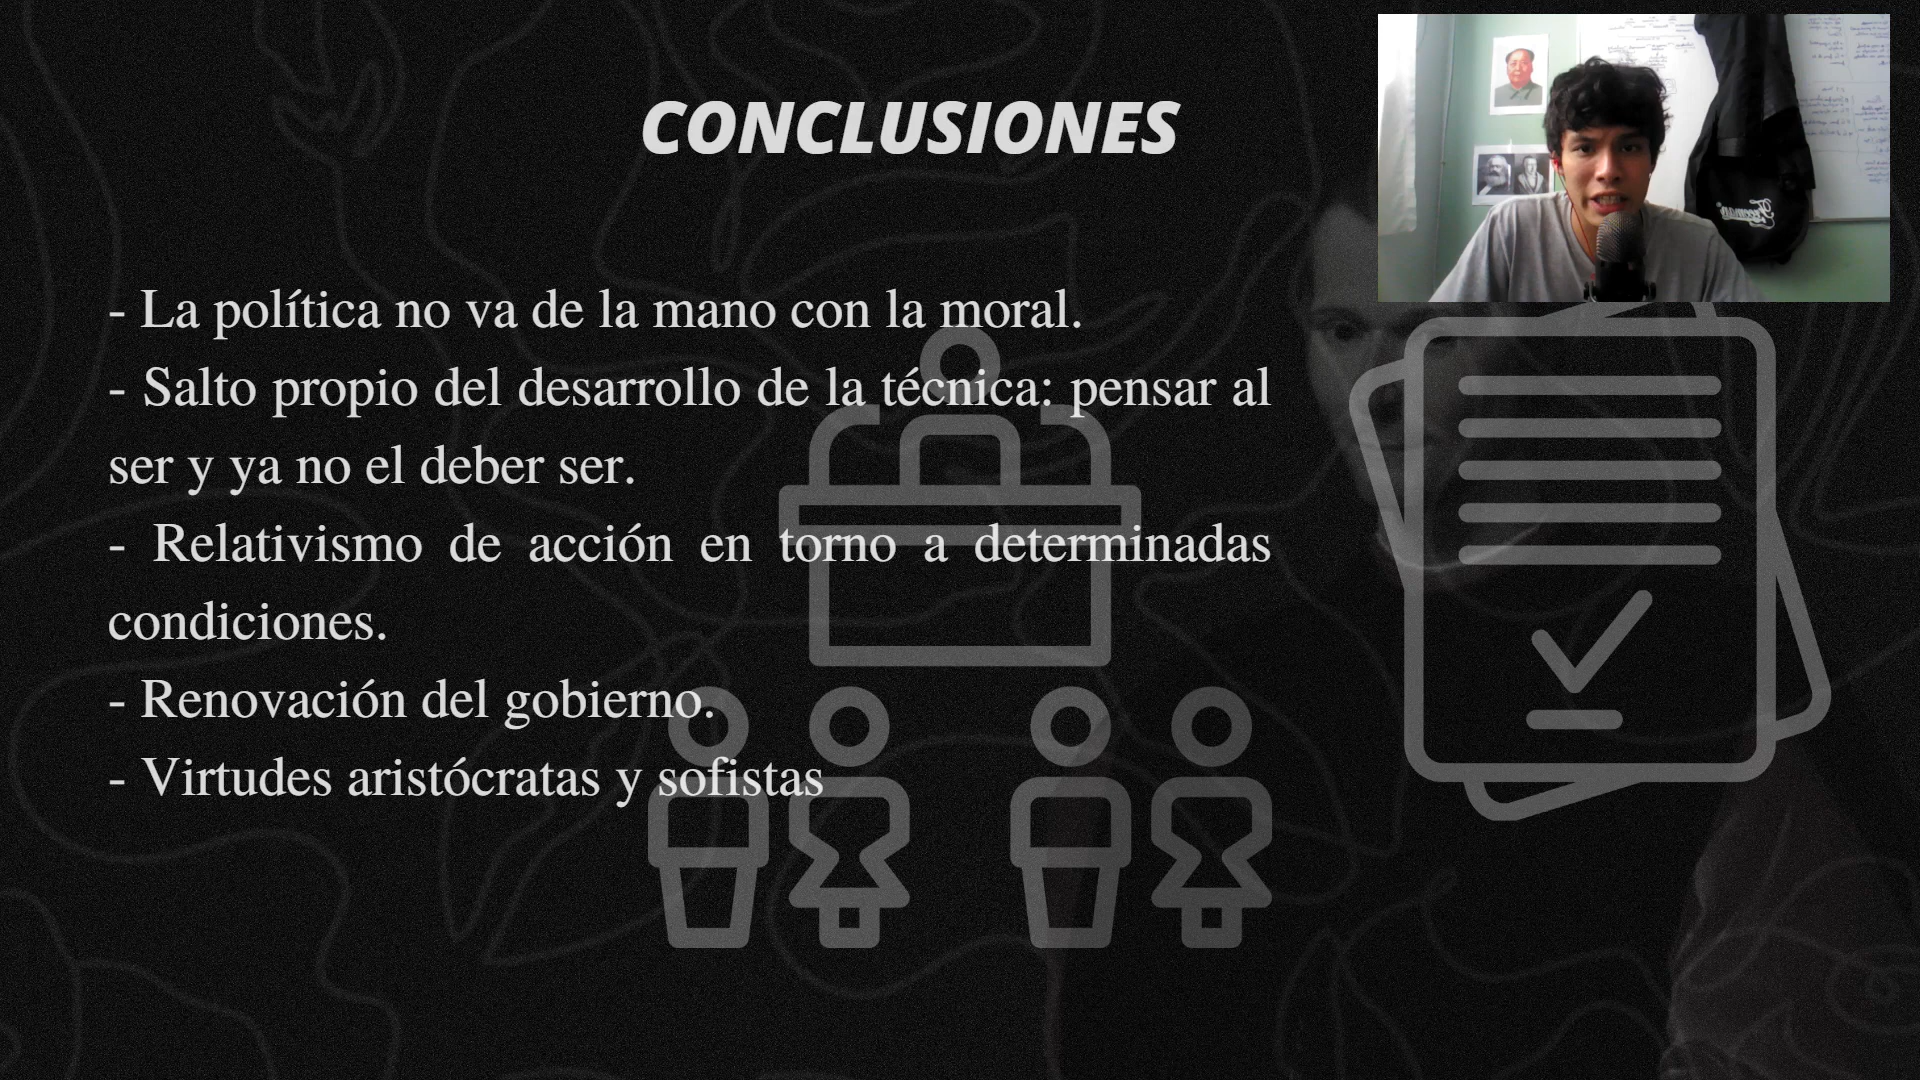 CONCLUSIONES
- La política no va de la mano con la moral.
- Salto propio del desarrollo de la técnica: pensar al
ser y ya no el deber ser.
- Relativismo de acción en torno a determinadas
condiciones.
- Renovación del gobierno.
- Virtudes aristócratas y sofistas